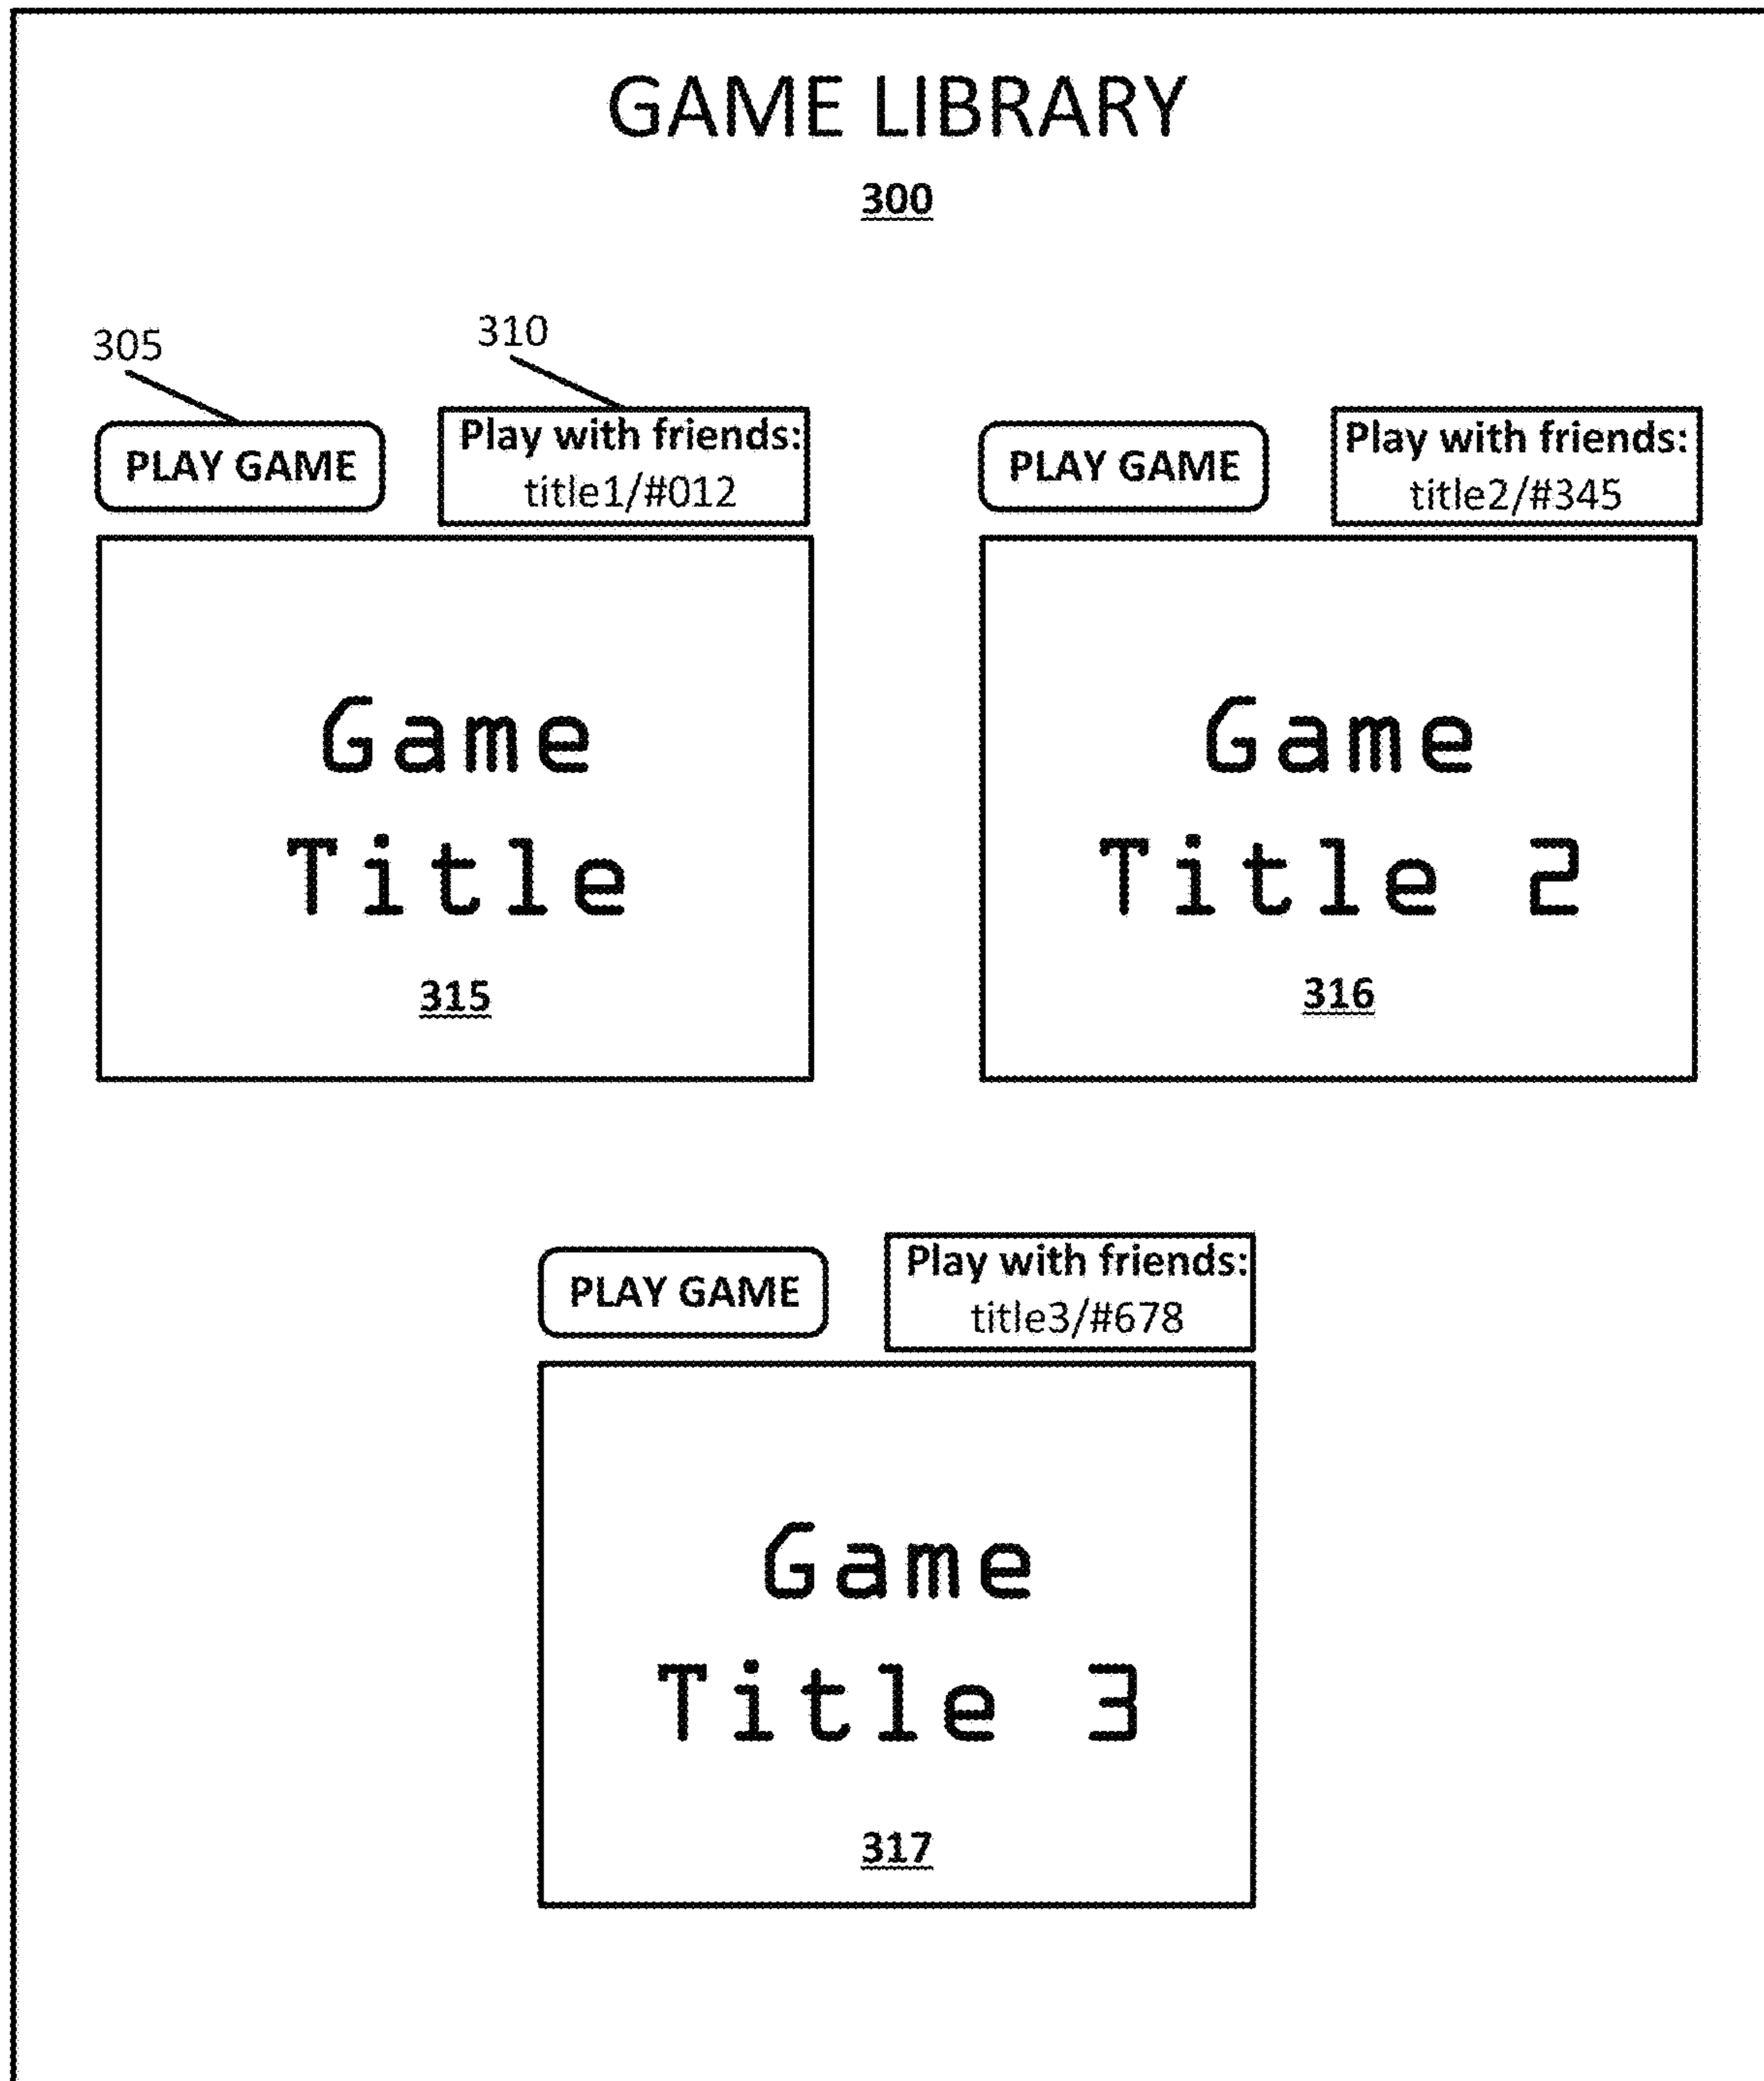 GAME LIBRARY
300
305
310
PLAY GAME
Play with friends:
title1/#012
PLAY GAME
Play with friends:
title2/#345
Game
Title
315
Game
Title 2
316
PLAY GAME
Play with friends:
title3/#678
Game
Title 3
317